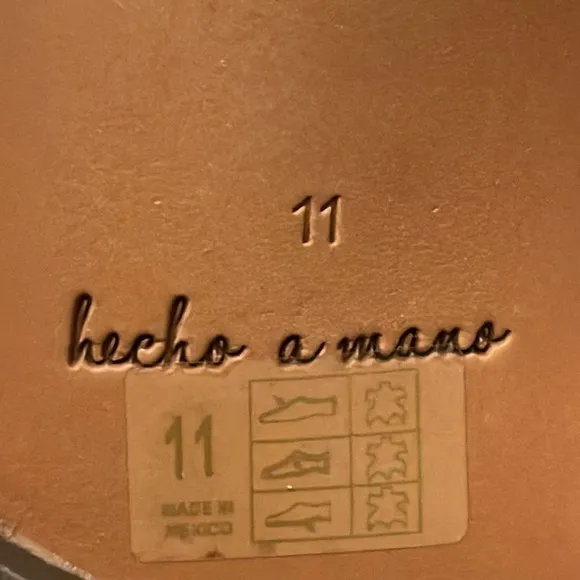 11
hecho a mano
11
MADE IN
MEXICO